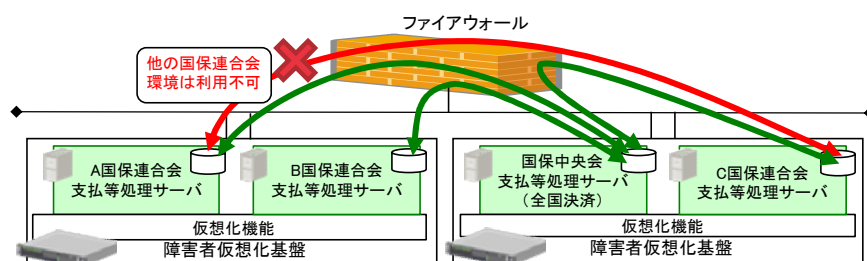 ファイアウォール
他の国保連合会
環境は利用不可
A国保連合会
支払等処理サーバ
B国保連合会
支払等処理サーバ
国保中央会
支払等処理サーバ
（全国決済）
C国保連合会
支払等処理サーバ
仮想化機能
仮想化機能
障害者仮想化基盤
障害者仮想化基盤